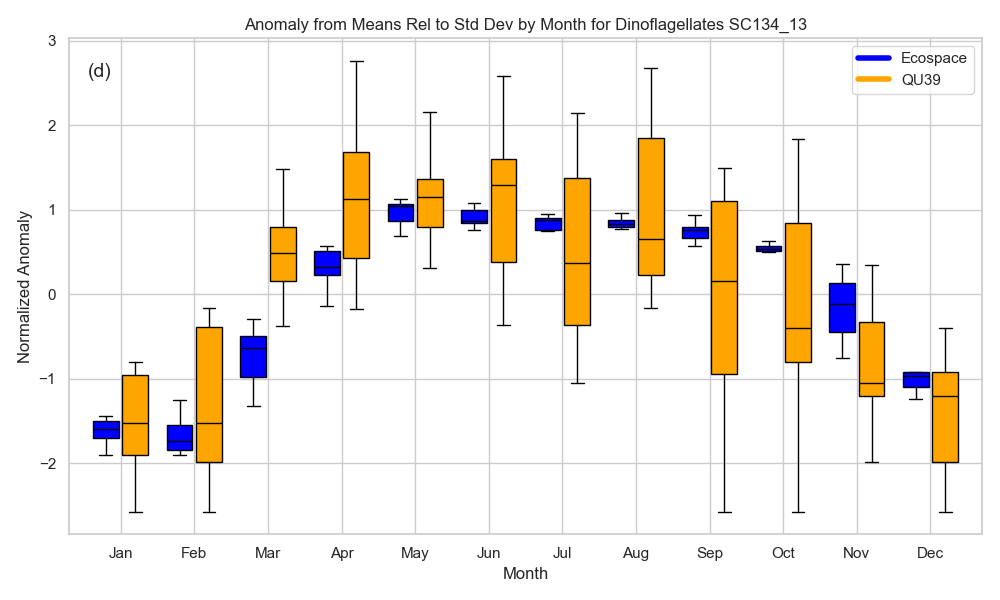 Anomaly from Means Rel to Std Dev by Month for Dinoflagellates SC134_13
(d)
Ecospace
QU39
Normalized Anomaly
3
2
1
0
−1
−2
Jan Feb Mar Apr May Jun Jul Aug Sep Oct Nov Dec
Month